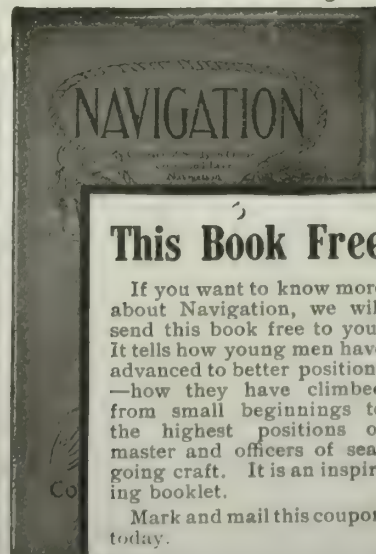 NAVIGATION
This Book Free
If you want to know more
about Navigation, we wil
send this book free to you
It tells how young men have
advanced to better position
—how they have climbed
from small beginnings t
the highest positions o
master and officers of sea
going craft. It is an inspir
ing booklet.
Mark and mail this coupon
today.
Co